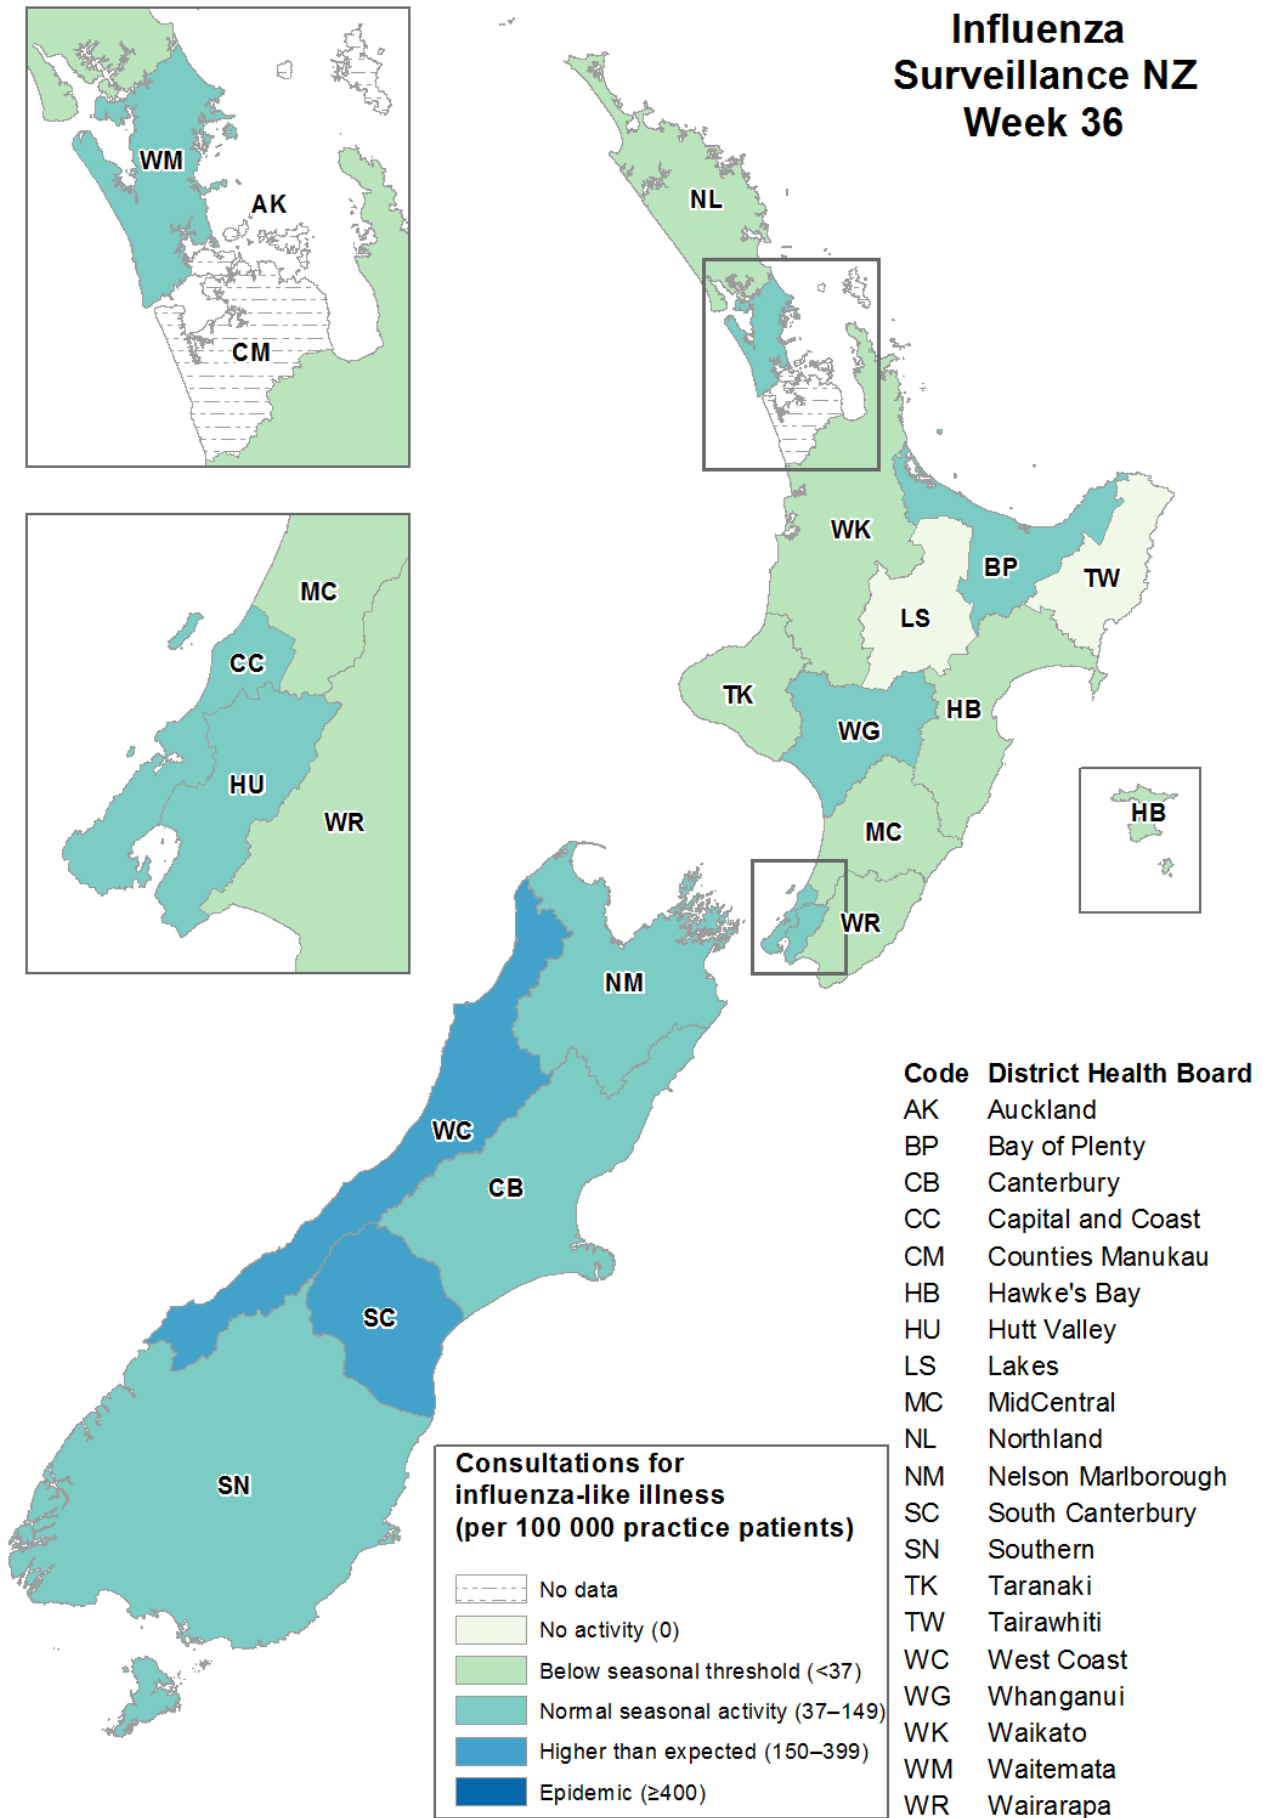 Influenza
Surveillance NZ
Week 36
WM
AK
CM
NL
WK
BP
TW
LS
TK
WG
HB
MC
WR
HB
MC
CC
HU
WR
NM
WC
CB
SC
SN
Code District Health Board
AK Auckland
BP Bay of Plenty
CB Canterbury
CC Capital and Coast
CM Counties Manukau
HB Hawke's Bay
HU Hutt Valley
LS Lakes
MC MidCentral
NL Northland
NM Nelson Marlborough
SC South Canterbury
SN Southern
TK Taranaki
TW Tairawhiti
WC West Coast
WG Whanganui
WK Waikato
WM Waitemata
WR Wairarapa
Consultations for
influenza-like illness
(per 100 000 practice patients)
No data
No activity (0)
Below seasonal threshold (<37)
Normal seasonal activity (37–149)
Higher than expected (150–399)
Epidemic (≥400)